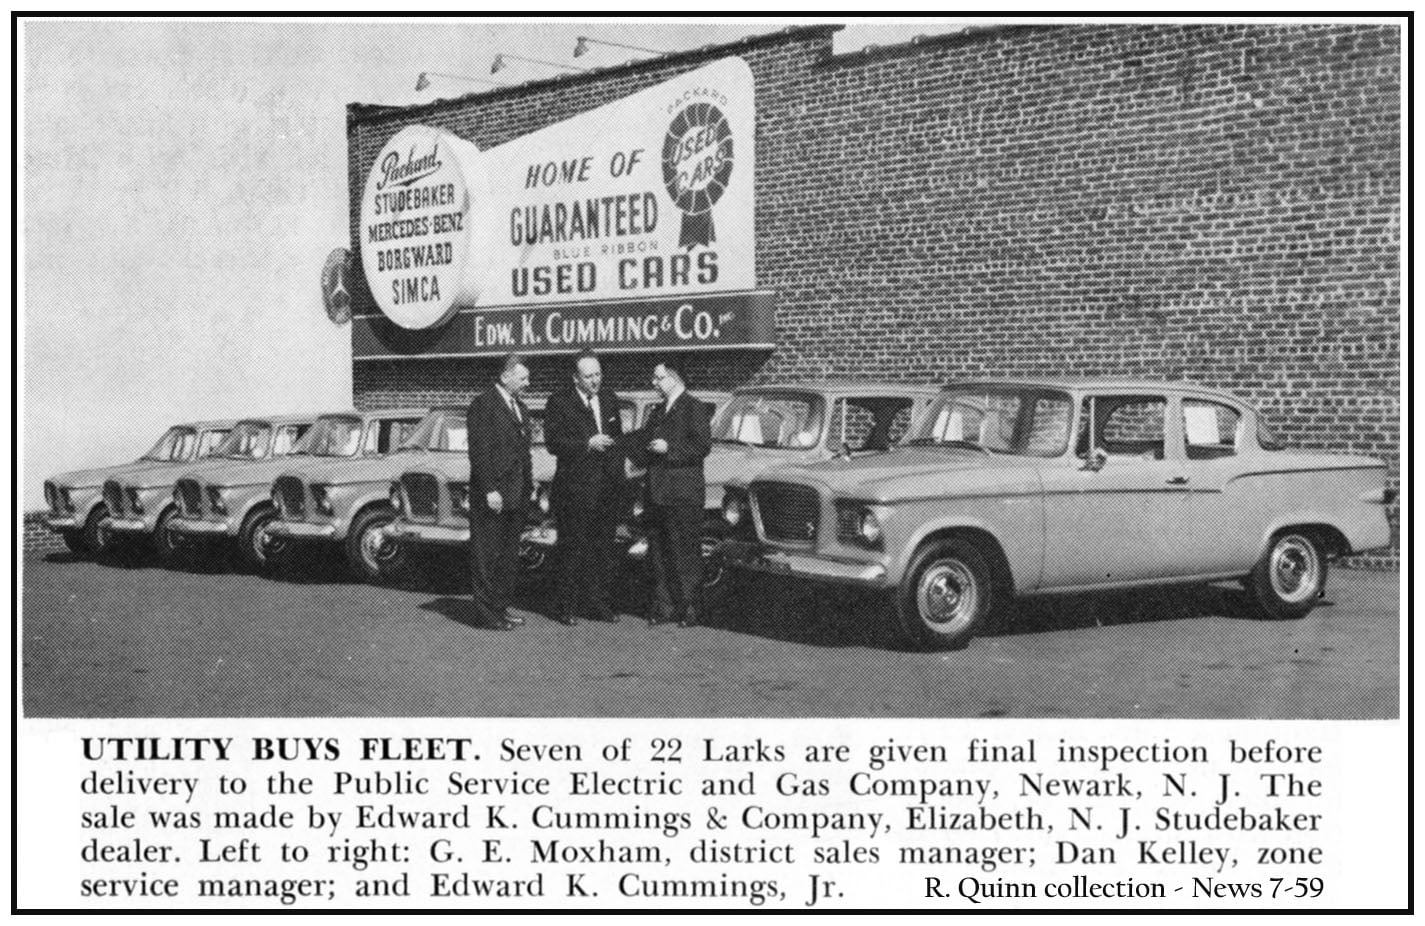 Packard
STUDEBAKER
MERCEDES-BENZ
BORGWARD
SIMCA
HOME OF
GUARANTEED
BLUE RIBBON
USED CARS
PACKARD
USED
CARS
EDW. K. CUMMING & CO. INC.
UTILITY BUYS FLEET. Seven of 22 Larks are given final inspection before
delivery to the Public Service Electric and Gas Company, Newark, N. J. The
sale was made by Edward K. Cummings & Company, Elizabeth, N. J. Studebaker
dealer. Left to right: G. E. Moxham, district sales manager; Dan Kelley, zone
service manager; and Edward K. Cummings, Jr.
R. Quinn collection - News 7-59